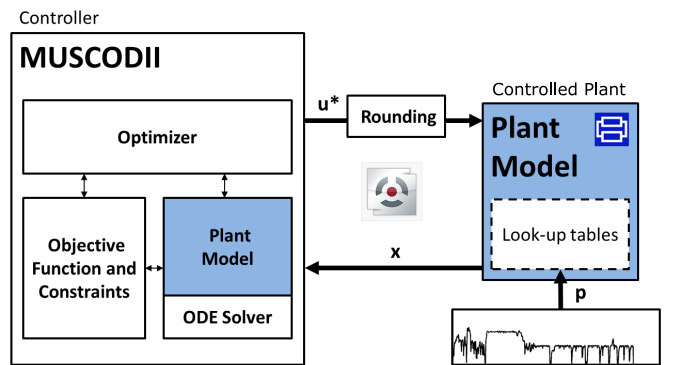 Controller
MUSCODII
Optimizer
Objective
Function and
Constraints
Plant
Model
ODE Solver
u*
Rounding
x
Controlled Plant
Plant
Model
Look-up tables
p